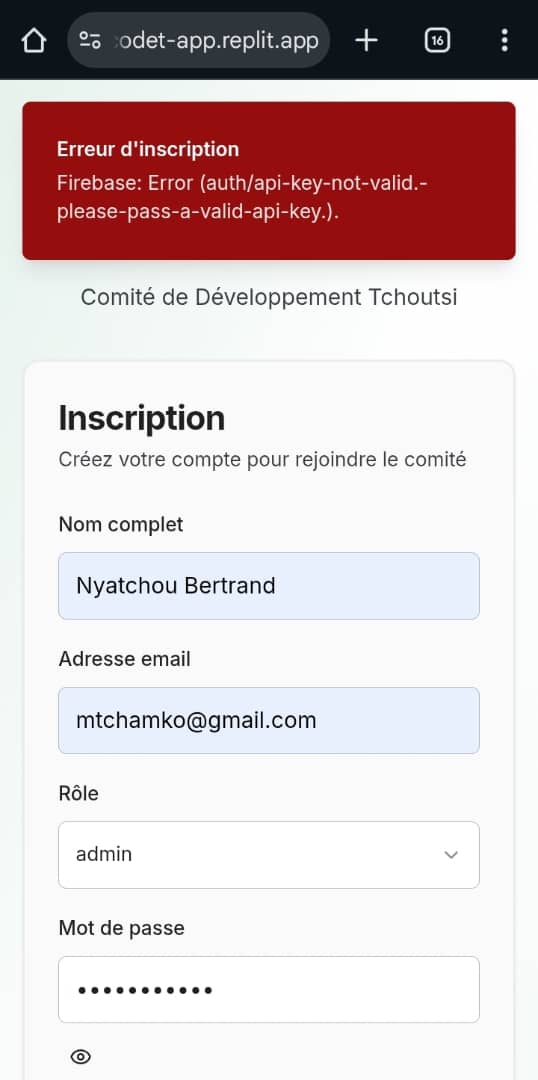 odet-app.replit.app
16
Erreur d'inscription
Firebase: Error (auth/api-key-not-valid.-
please-pass-a-valid-api-key.).
Comité de Développement Tchoutsi
Inscription
Créez votre compte pour rejoindre le comité
Nom complet
Nyatchou Bertrand
Adresse email
mtchamko@gmail.com
Rôle
admin
Mot de passe
•••••••••••